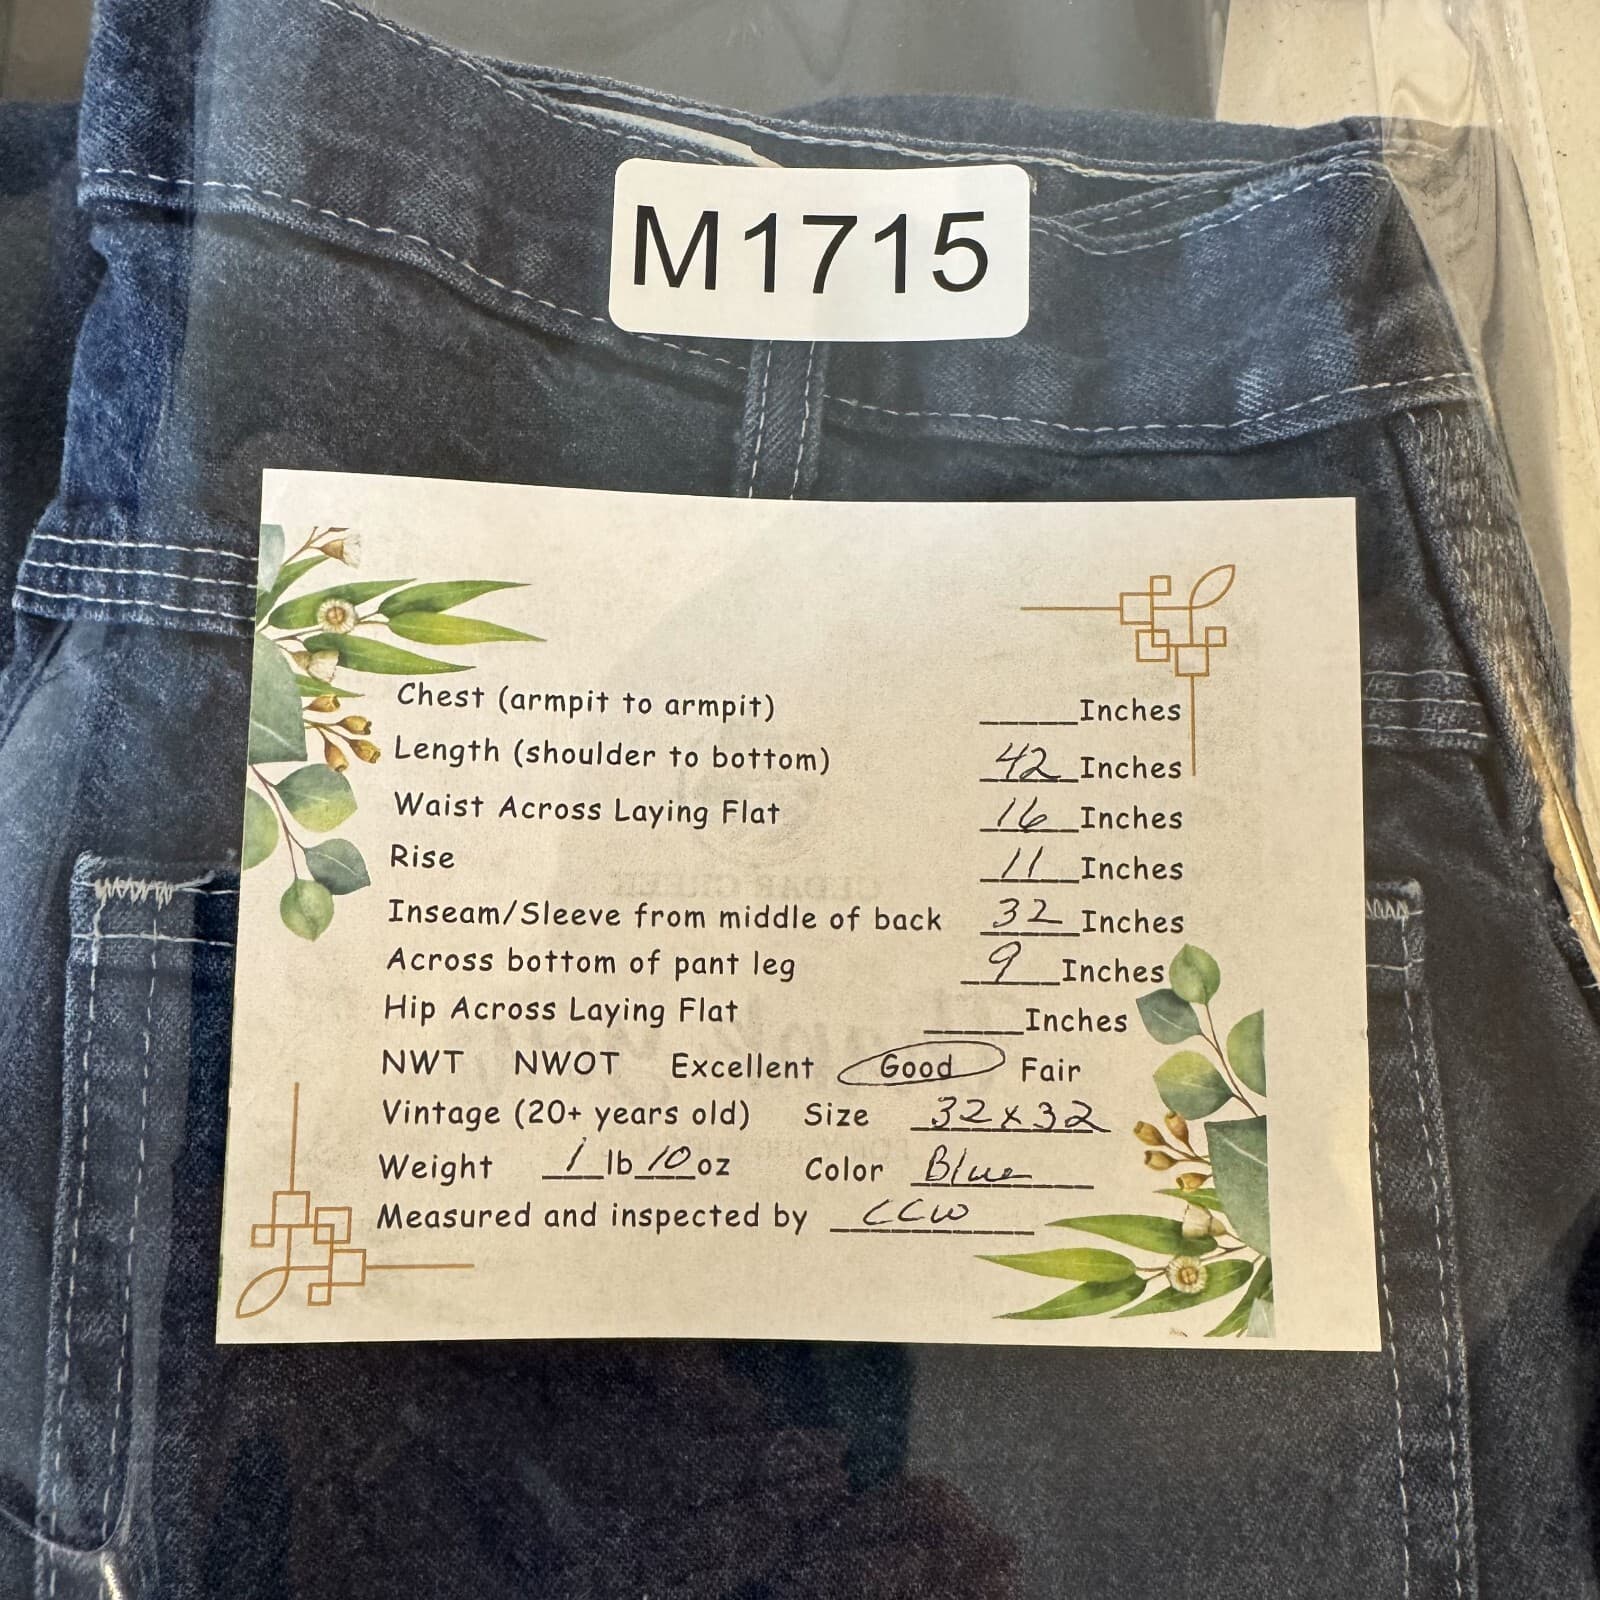 M1715
Chest (armpit to armpit) _____Inches
Length (shoulder to bottom) 42 Inches
Waist Across Laying Flat 16 Inches
Rise 11 Inches
Inseam/Sleeve from middle of back 32 Inches
Across bottom of pant leg 9 Inches
Hip Across Laying Flat _____Inches
NWT NWOT Excellent Good Fair
Vintage (20+ years old) Size 32x32
Weight 1 lb 10 oz Color Blue
Measured and inspected by CCW